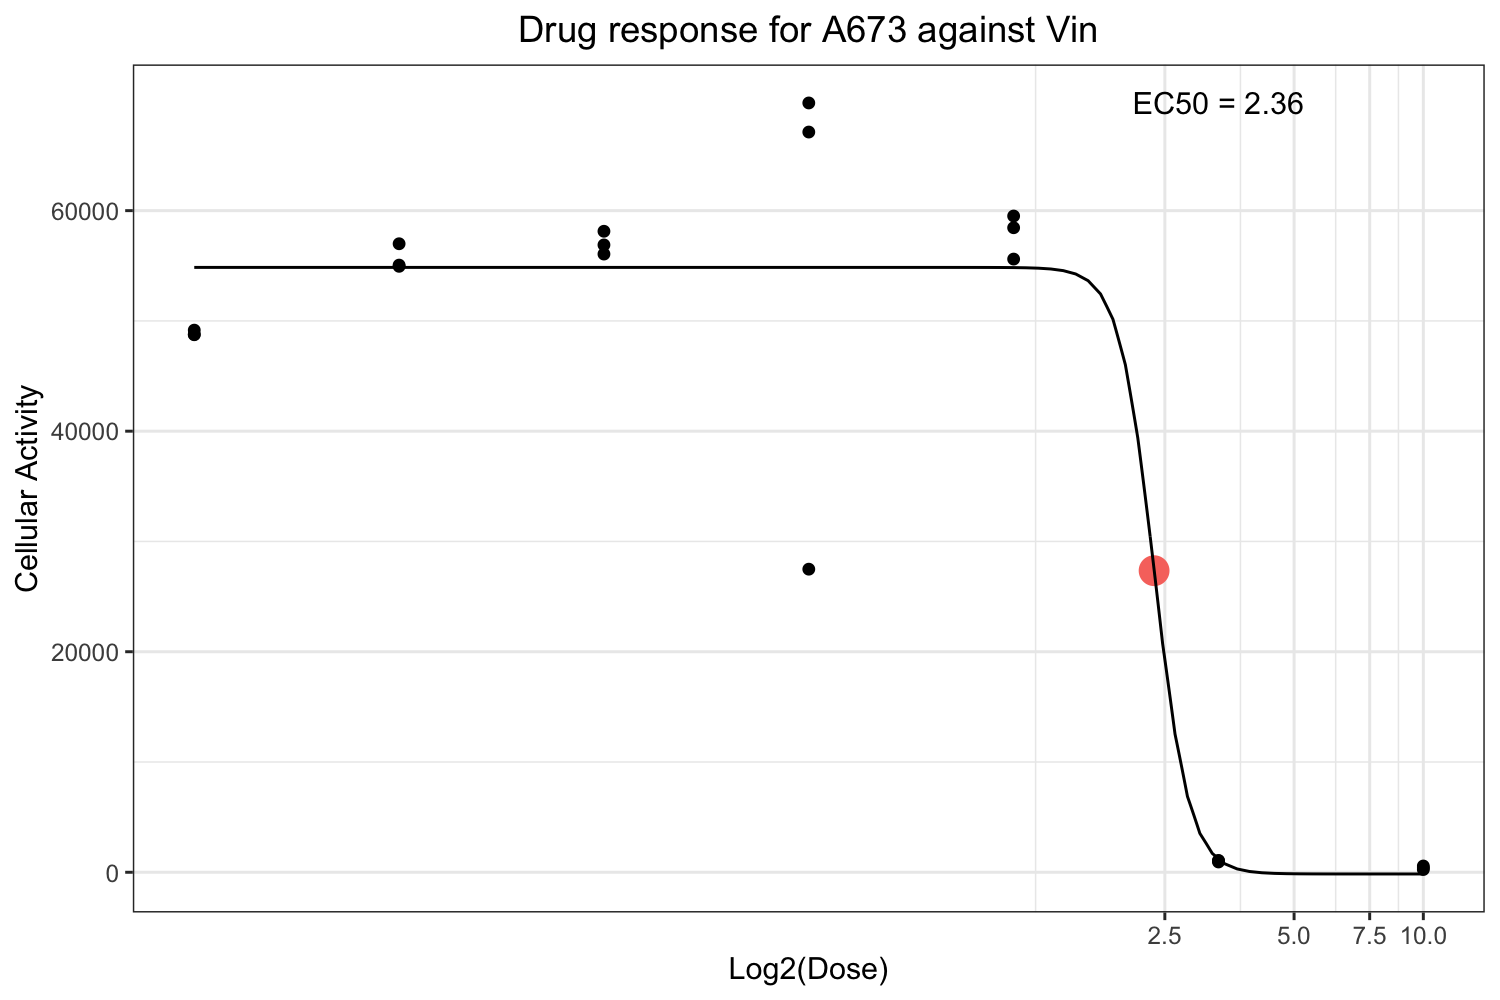 Drug response for A673 against Vin
EC50 = 2.36
60000
40000
20000
0
Cellular Activity
2.5 5.0 7.5 10.0
Log2(Dose)